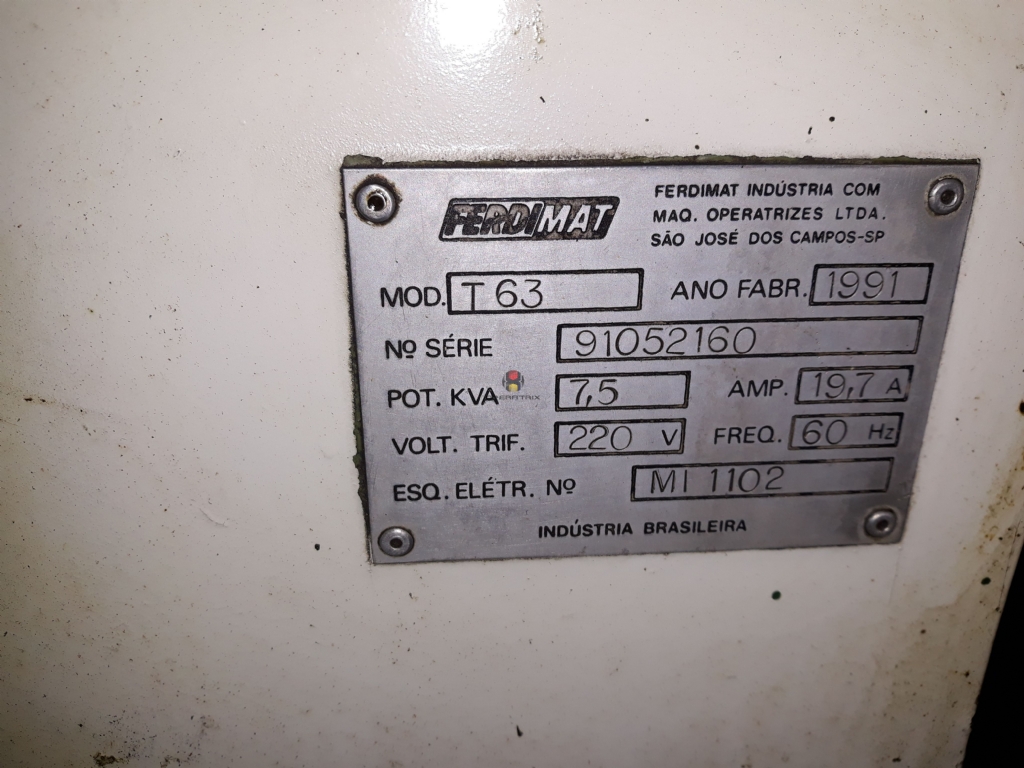 FERDIMAT
FERDIMAT INDÚSTRIA COM
MAQ. OPERATRIZES LTDA.
SÃO JOSÉ DOS CAMPOS-SP
MOD. T 63 ANO FABR. 1991
Nº SÉRIE 91052160
POT. KVA 7,5 AMP. 19,7 A
VOLT. TRIF. 220 V FREQ. 60 Hz
ESQ. ELÉTR. Nº MI 1102
INDÚSTRIA BRASILEIRA